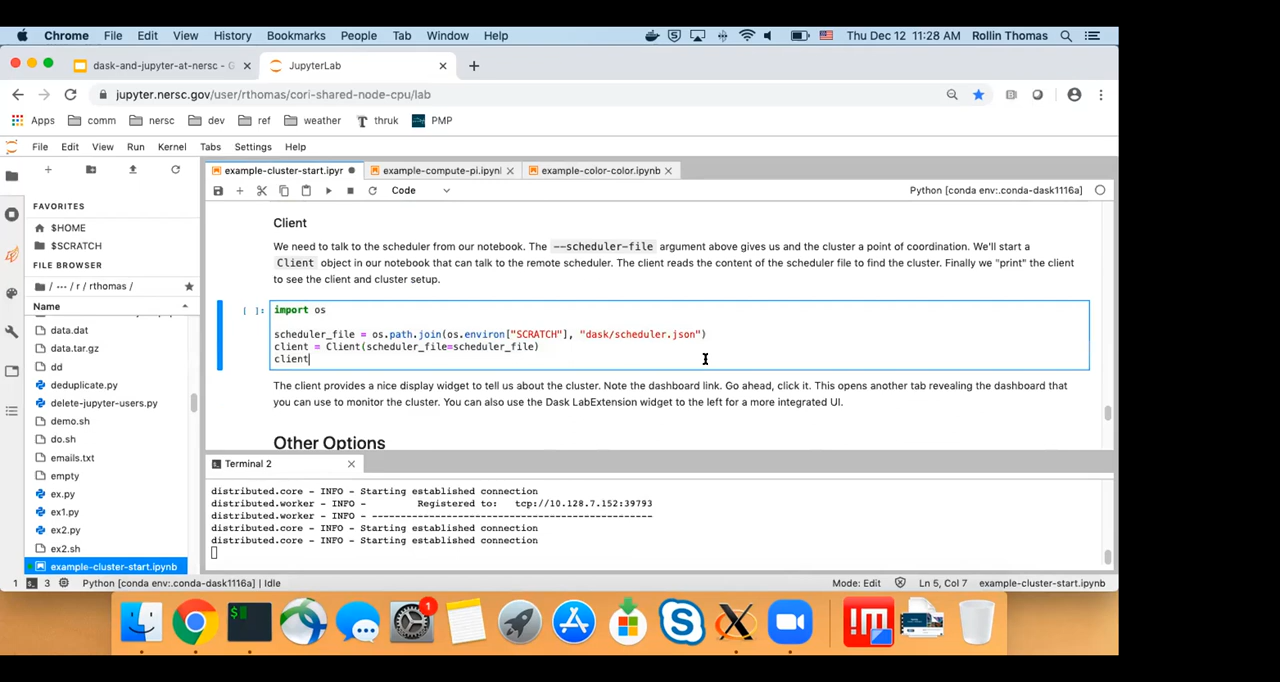 Chrome File Edit View History Bookmarks People Tab Window Help Thu Dec 12 11:28 AM Rollin Thomas
dask-and-jupyter-at-nersc - G JupyterLab
jupyter.nersc.gov/user/rthomas/cori-shared-node-cpu/lab
Apps comm nersc dev ref weather thruk PMP
File Edit View Run Kernel Tabs Settings Help
example-cluster-start.ipyr example-compute-pi.ipynl example-color-color.ipynb
Code Python [conda env:.conda-dask1116a]
FAVORITES
$HOME
$SCRATCH
FILE BROWSER
/ ··· / r / rthomas /
Name
data.dat
data.tar.gz
dd
deduplicate.py
delete-jupyter-users.py
demo.sh
do.sh
emails.txt
empty
ex.py
ex1.py
ex2.py
ex2.sh
example-cluster-start.ipynb
Client
We need to talk to the scheduler from our notebook. The --scheduler-file argument above gives us and the cluster a point of coordination. We'll start a
Client object in our notebook that can talk to the remote scheduler. The client reads the content of the scheduler file to find the cluster. Finally we "print" the client
to see the client and cluster setup.
[ ]: import os
scheduler_file = os.path.join(os.environ["SCRATCH"], "dask/scheduler.json")
client = Client(scheduler_file=scheduler_file)
client
The client provides a nice display widget to tell us about the cluster. Note the dashboard link. Go ahead, click it. This opens another tab revealing the dashboard that
you can use to monitor the cluster. You can also use the Dask LabExtension widget to the left for a more integrated UI.
Other Options
Terminal 2
distributed.core - INFO - Starting established connection
distributed.worker - INFO - Registered to: tcp://10.128.7.152:39793
distributed.worker - INFO - -------------------------------------------------
distributed.core - INFO - Starting established connection
distributed.core - INFO - Starting established connection
1 3 Python [conda env:.conda-dask1116a] | Idle Mode: Edit Ln 5, Col 7 example-cluster-start.ipynb
1